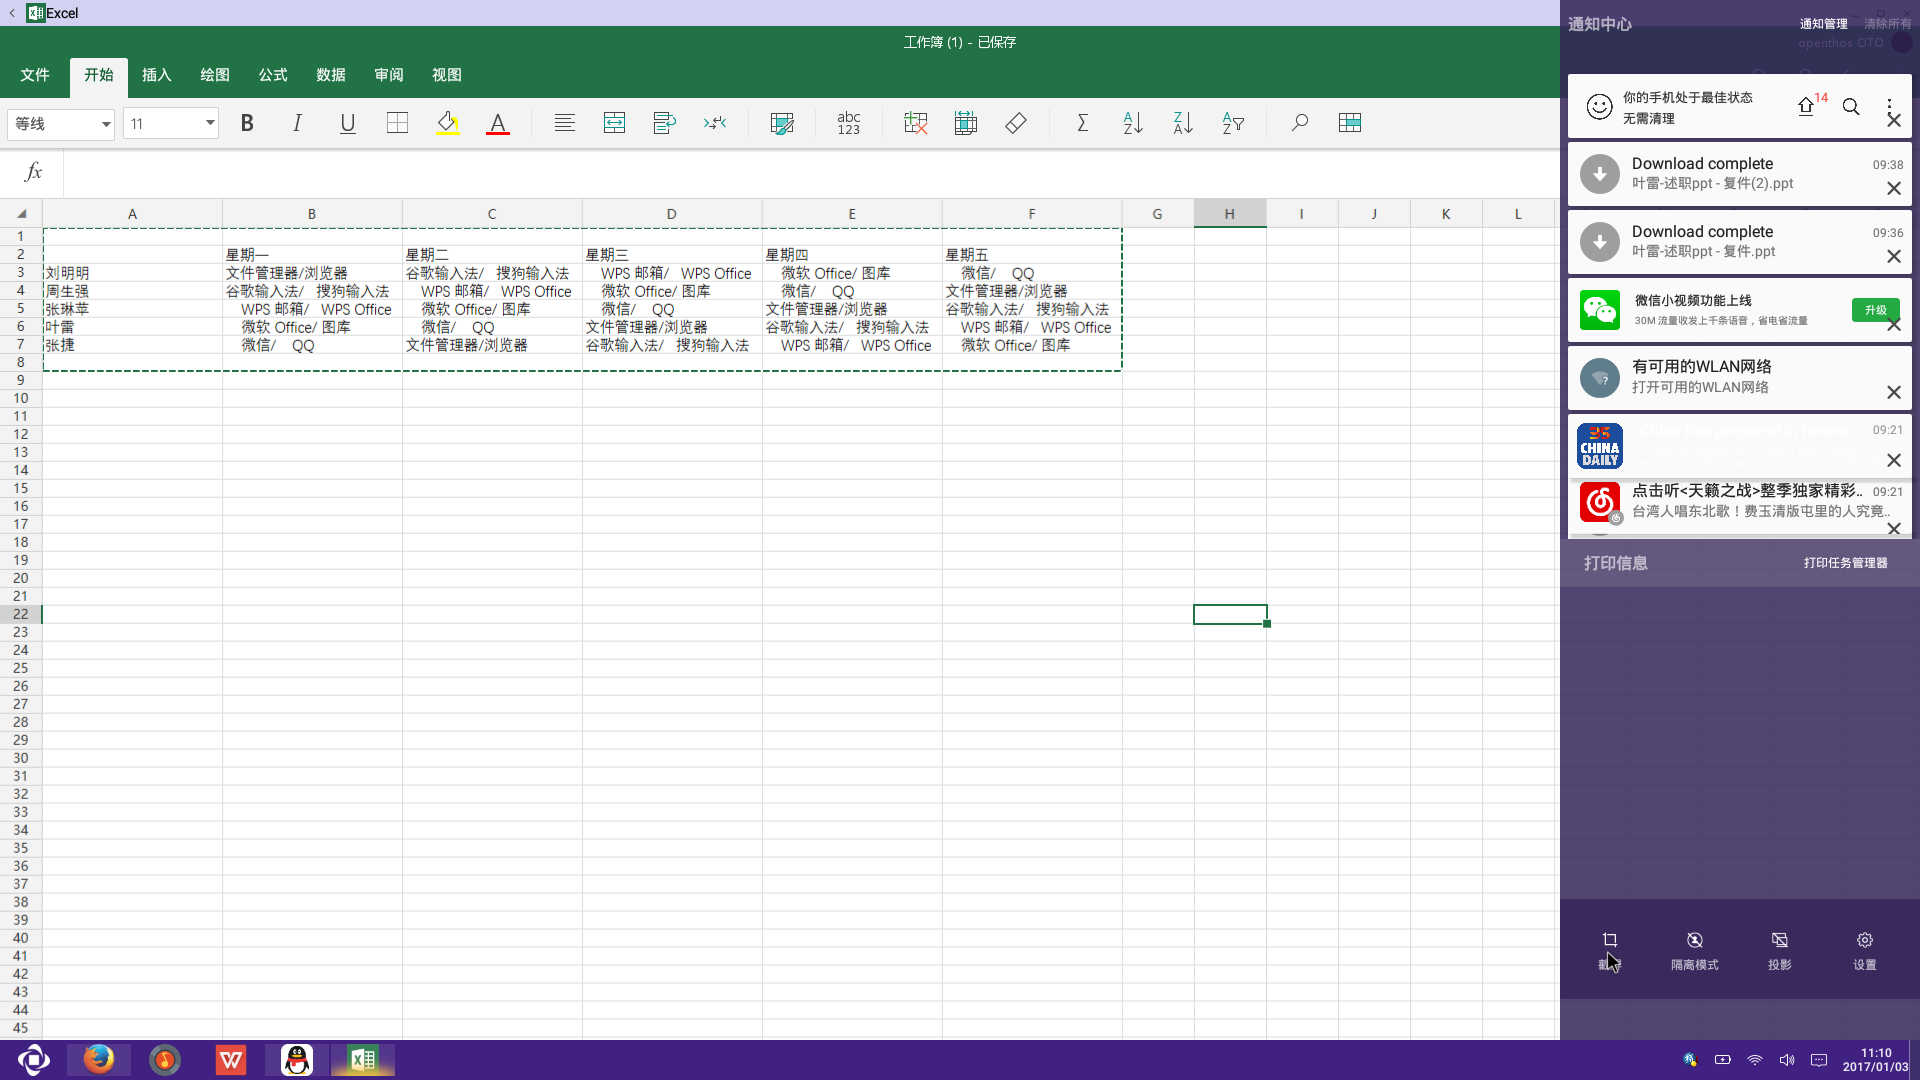 Excel
工作簿 (1) - 已保存
文件 开始 插入 绘图 公式 数据 审阅 视图
等线 11 B I U A abc 123 Σ A Z Z A A Z
fx
A B C D E F G H I J K L
1
2 星期一 星期二 星期三 星期四 星期五
3 刘明明 文件管理器/浏览器 谷歌输入法/ 搜狗输入法 WPS 邮箱/ WPS Office 微软 Office/ 图库 微信/ QQ
4 周生强 谷歌输入法/ 搜狗输入法 WPS 邮箱/ WPS Office 微软 Office/ 图库 微信/ QQ 文件管理器/浏览器
5 张琳苹 WPS 邮箱/ WPS Office 微软 Office/ 图库 微信/ QQ 文件管理器/浏览器 谷歌输入法/ 搜狗输入法
6 叶雷 微软 Office/ 图库 微信/ QQ 文件管理器/浏览器 谷歌输入法/ 搜狗输入法 WPS 邮箱/ WPS Office
7 张捷 微信/ QQ 文件管理器/浏览器 谷歌输入法/ 搜狗输入法 WPS 邮箱/ WPS Office 微软 Office/ 图库
8
9
10
11
12
13
14
15
16
17
18
19
20
21
22
23
24
25
26
27
28
29
30
31
32
33
34
35
36
37
38
39
40
41
42
43
44
45
通知中心 通知管理 清除所有
openthos OTO
你的手机处于最佳状态
无需清理
14
Download complete 09:38
叶雷-述职ppt - 复件(2).ppt
Download complete 09:36
叶雷-述职ppt - 复件.ppt
微信小视频功能上线
30M 流量收发上千条语音，省电省流量
升级
有可用的WLAN网络
打开可用的WLAN网络
CHINA DAILY 09:21
点击听<天籁之战>整季独家精彩.. 09:21
台湾人唱东北歌！费玉清版屯里的人究竟..
打印信息 打印任务管理器
隔离模式 投影 设置
11:10
2017/01/03